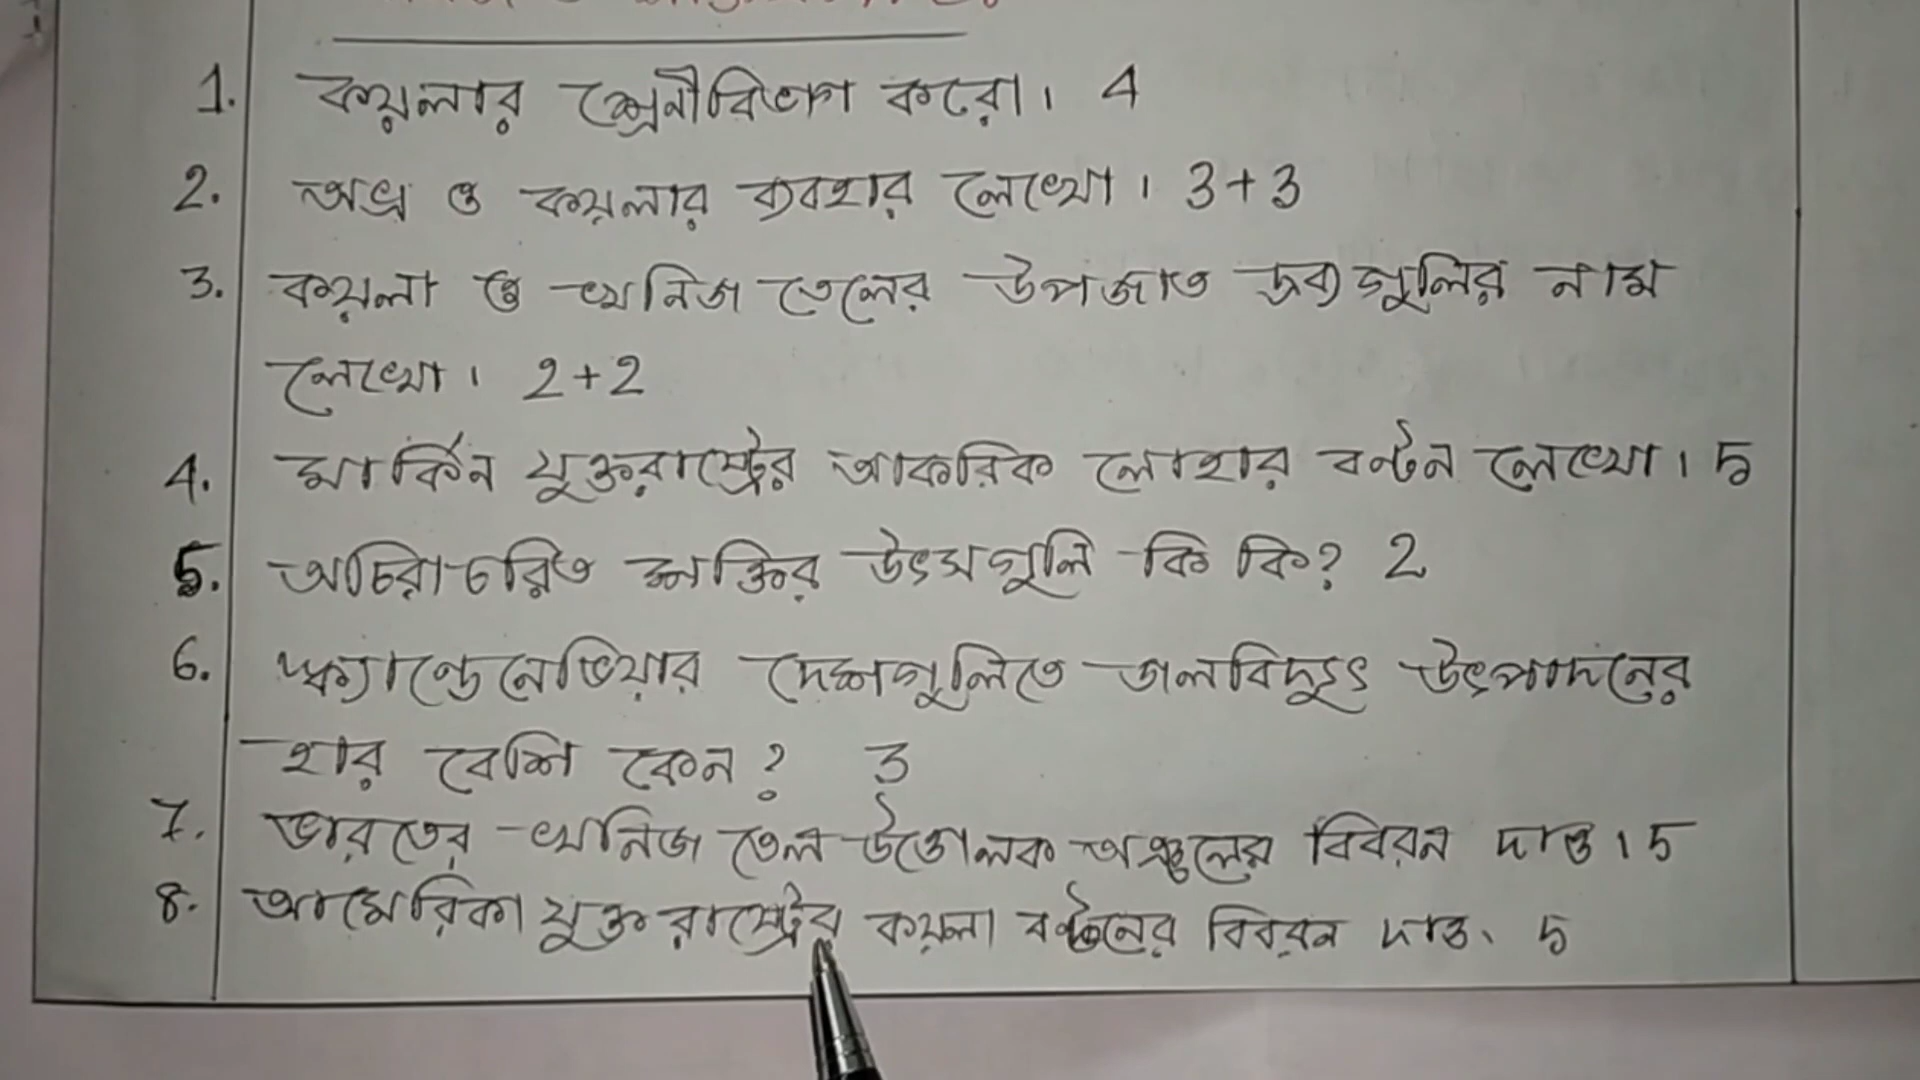 1. কয়লার শ্রেনীবিভাগ করো। 4
2. অভ্র ও কয়লার ব্যবহার লেখো। 3+3
3. কয়লা ও খনিজ তেলের উপজাত দ্রব্যগুলির নাম
লেখো। 2+2
4. মার্কিন যুক্তরাষ্ট্রের আকরিক লোহার বণ্টন লেখো। 5
5. অচিরাচরিত শক্তির উৎসগুলি কি কি? 2
6. স্ক্যান্ডেনেভিয়ার দেশগুলিতে জলবিদ্যুৎ উৎপাদনের
হার বেশি কেন? 3
7. ভারতের খনিজ তেল উত্তোলক অঞ্চলের বিবরন দাও। 5
8. আমেরিকা যুক্তরাষ্ট্রের কয়লা বণ্টনের বিবরন দাও. 5